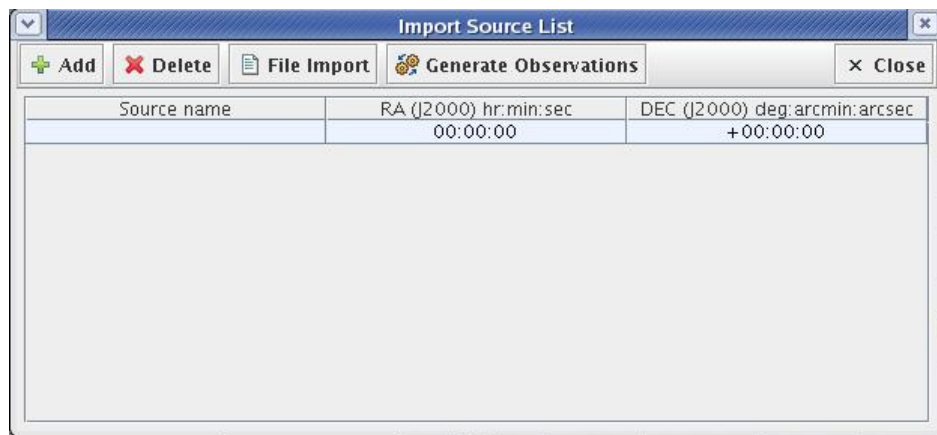 Import Source List
Add Delete File Import Generate Observations × Close
Source name RA (J2000) hr:min:sec DEC (J2000) deg:arcmin:arcsec
00:00:00 +00:00:00